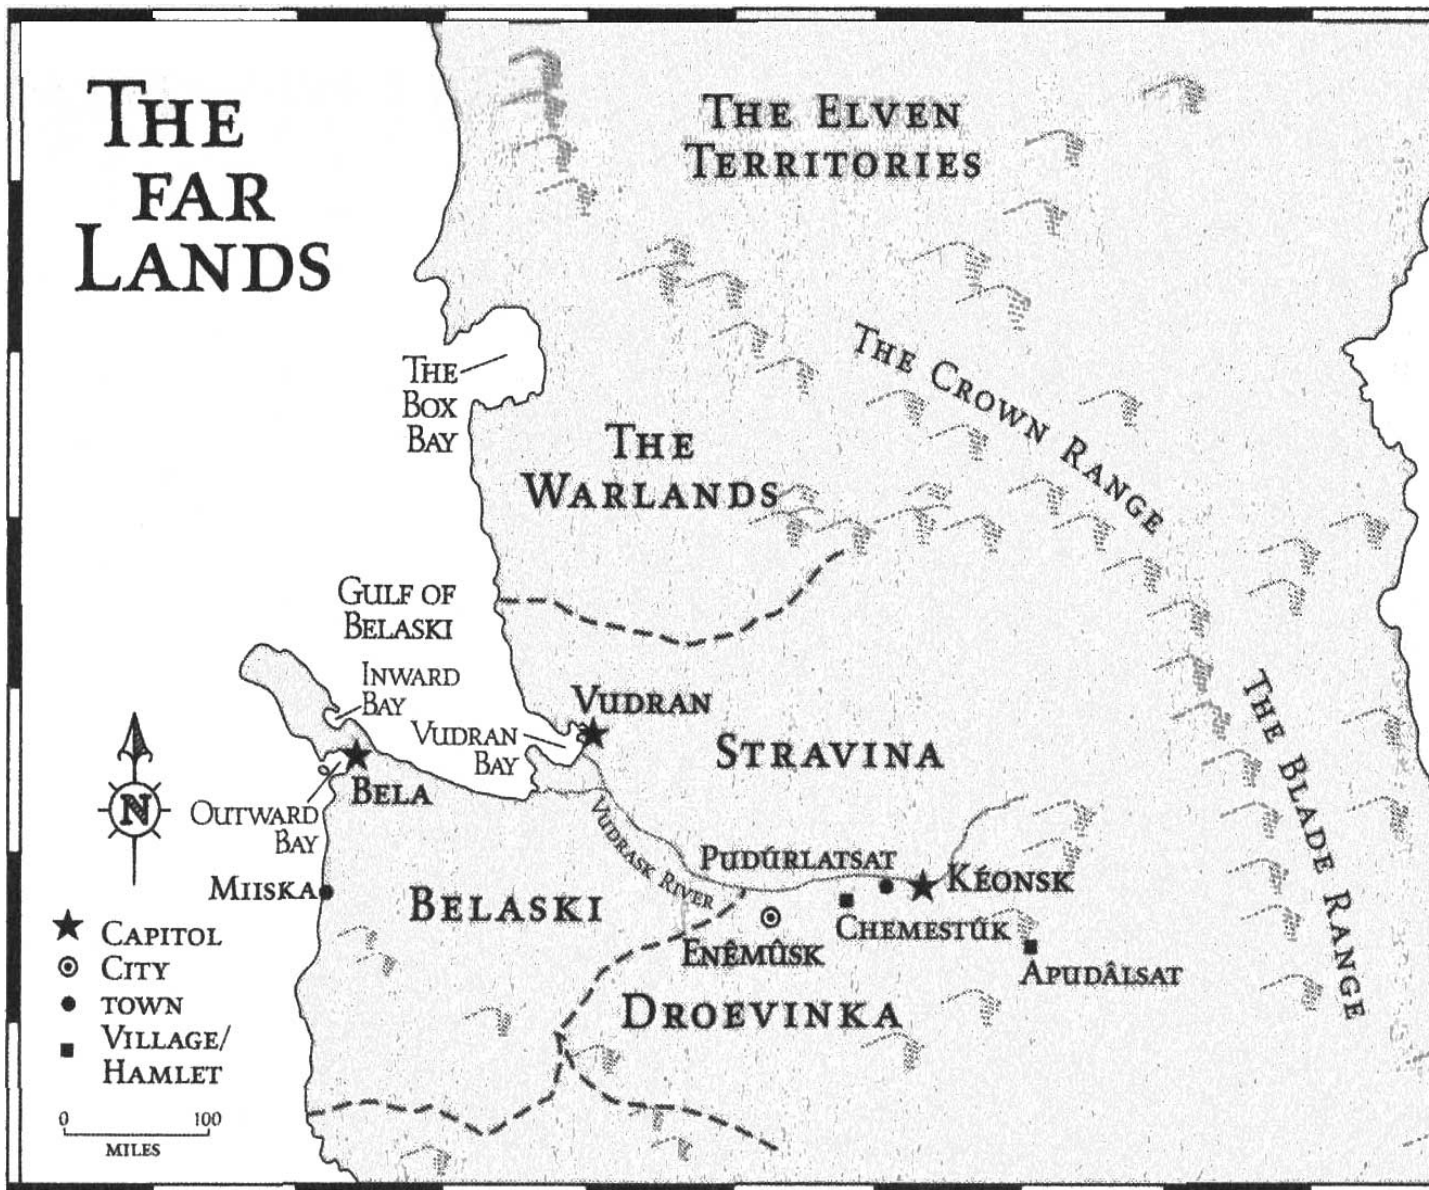 THE
FAR
LANDS
THE ELVEN
TERRITORIES
THE CROWN RANGE
THE
BOX
BAY
THE
WARLANDS
GULF OF
BELASKI
INWARD
BAY
VUDRAN
VUDRAN
BAY
STRAVINA
THE BLADE RANGE
N
BELA
OUTWARD
BAY
VUDRASK RIVER
PUDÚRLATSAT
KÉONSK
MIISKA
BELASKI
CHEMESTÚK
ENÊMÛSK
APUDÂLSAT
DROEVINKA
CAPITOL
CITY
TOWN
VILLAGE/
HAMLET
0 100
MILES